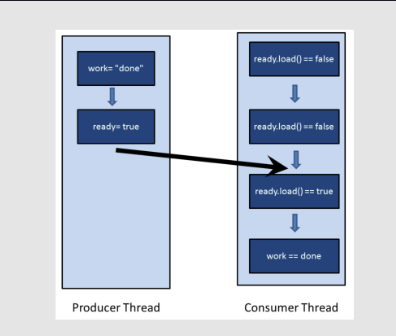 work= "done"
ready= true
Producer Thread
ready.load() == false
ready.load() == false
ready.load() == true
work == done
Consumer Thread